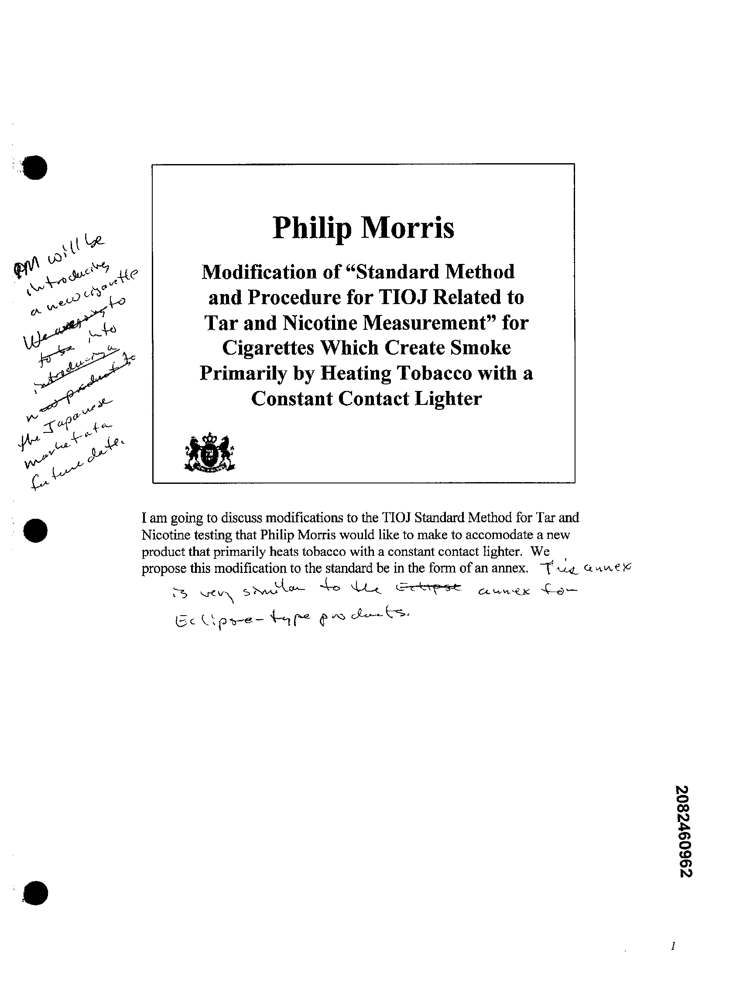 Philip Morris
Modification of “Standard Method
and Procedure for TIOJ Related to
Tar and Nicotine Measurement” for
Cigarettes Which Create Smoke
Primarily by Heating Tobacco with a
Constant Contact Lighter
PM will be
introducing
a new cigarette
We are going to
to be into
introducing a
product to
the Japanese
market at a
future date.
I am going to discuss modifications to the TIOJ Standard Method for Tar and
Nicotine testing that Philip Morris would like to make to accomodate a new
product that primarily heats tobacco with a constant contact lighter. We
propose this modification to the standard be in the form of an annex. This annex
is very similar to the Eclipse annex for
Eclipse-type products.
2082460962
1